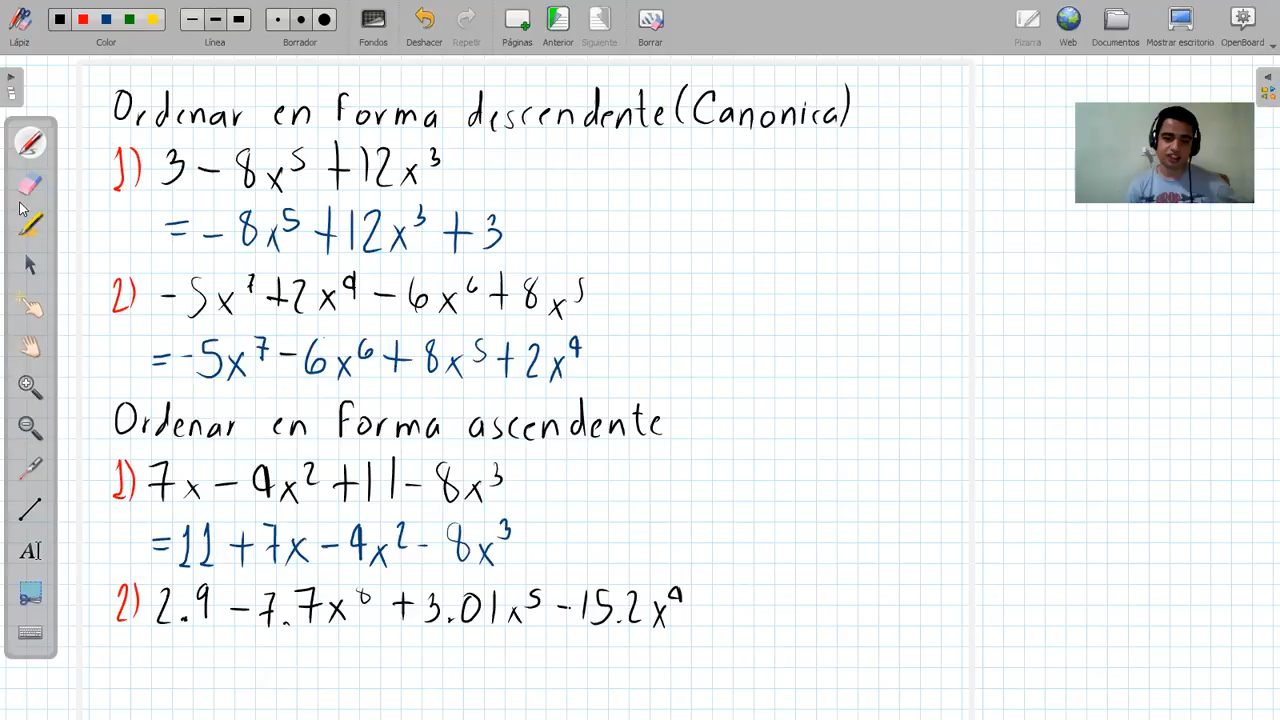 Lápiz Color Línea Borrador Fondos Deshacer Repetir Páginas Anterior Siguiente Borrar Pizarra Web Documentos Mostrar escritorio OpenBoard
Ordenar en forma descendente (Canonica)
1) 3 - 8x⁵ + 12x³
= - 8x⁵ + 12x³ + 3
2) -5x⁷ + 2x⁴ - 6x⁶ + 8x⁵
= -5x⁷ - 6x⁶ + 8x⁵ + 2x⁴
Ordenar en forma ascendente
1) 7x - 4x² + 11 - 8x³
= 11 + 7x - 4x² - 8x³
2) 2.9 - 7.7x⁸ + 3.01x⁵ - 15.2x⁴